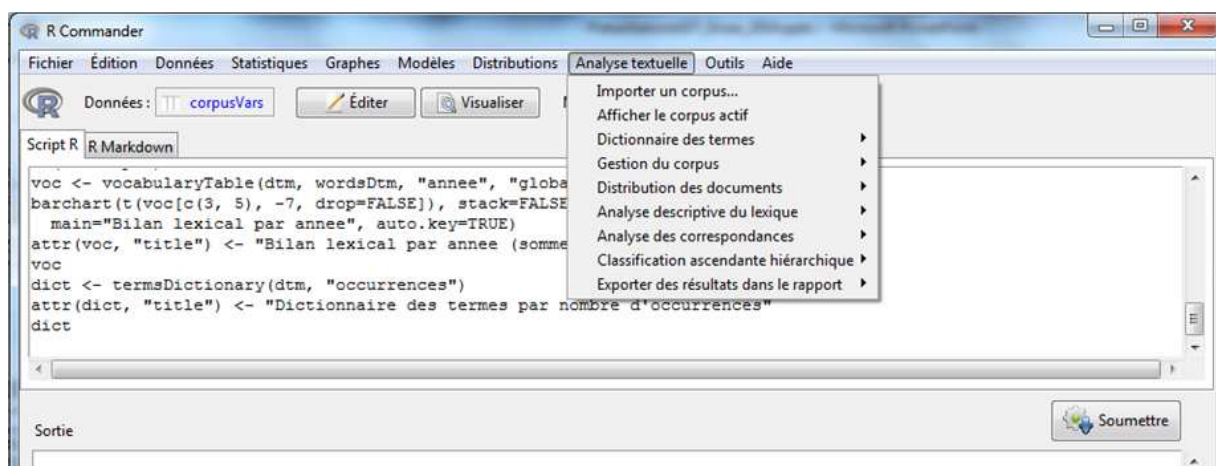 R Commander
Fichier Édition Données Statistiques Graphes Modèles Distributions Analyse textuelle Outils Aide
Données : corpusVars Éditer Visualiser
Importer un corpus...
Afficher le corpus actif
Dictionnaire des termes
Gestion du corpus
Distribution des documents
Analyse descriptive du lexique
Analyse des correspondances
Classification ascendante hiérarchique
Exporter des résultats dans le rapport
Script R R Markdown
voc <- vocabularyTable(dtm, wordsDtm, "annee", "globa
barchart(t(voc[c(3, 5), -7, drop=FALSE]), stack=FALSE
main="Bilan lexical par annee", auto.key=TRUE)
attr(voc, "title") <- "Bilan lexical par annee (somme
voc
dict <- termsDictionary(dtm, "occurrences")
attr(dict, "title") <- "Dictionnaire des termes par nombre d'occurrences"
dict
Soumettre
Sortie